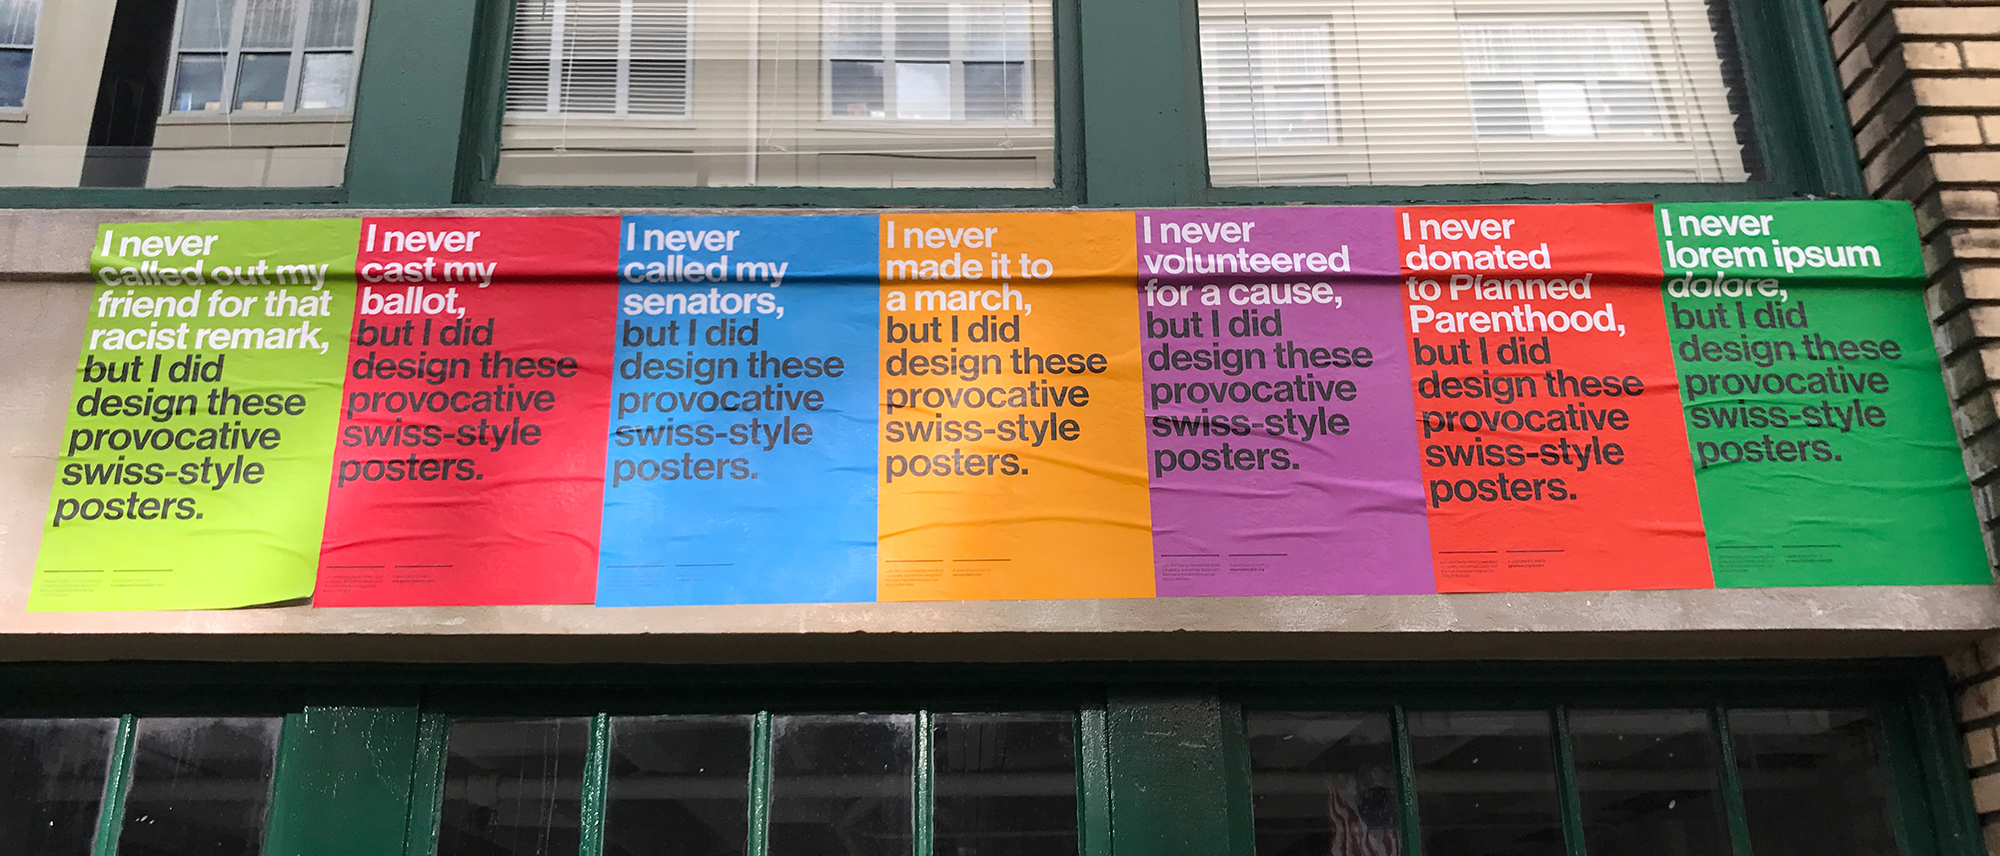 I never
called out my
friend for that
racist remark,
but I did
design these
provocative
swiss-style
posters.
I never
cast my
ballot,
but I did
design these
provocative
swiss-style
posters.
I never
called my
senators,
but I did
design these
provocative
swiss-style
posters.
I never
made it to
a march,
but I did
design these
provocative
swiss-style
posters.
I never
volunteered
for a cause,
but I did
design these
provocative
swiss-style
posters.
I never
donated
to Planned
Parenthood,
but I did
design these
provocative
swiss-style
posters.
I never
lorem ipsum
dolore,
but I did
design these
provocative
swiss-style
posters.